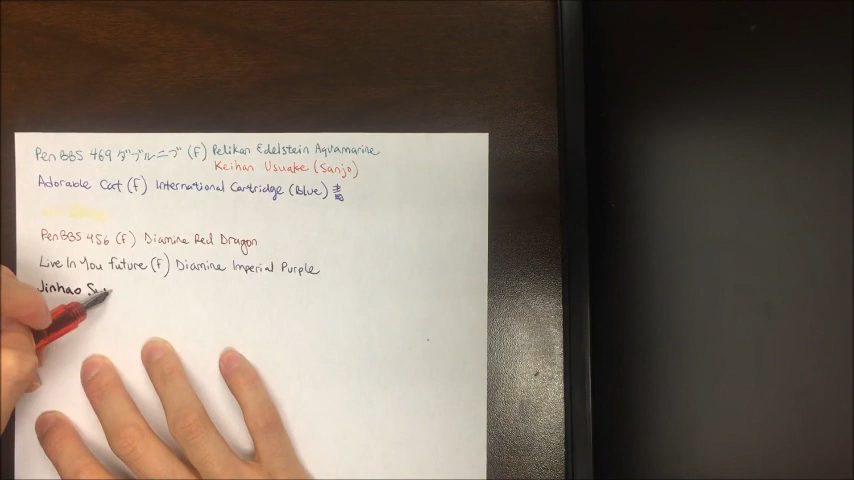 PenBBS 469 ダブルニブ (F) Pelikan Edelstein Aquamarine
Keihan Usuake (Sanjo)
Adorable Cat (F) International Cartridge (Blue) 青
PenBBS 456 (F) Diamine Red Dragon
Live In You future (F) Diamine Imperial Purple
Jinhao